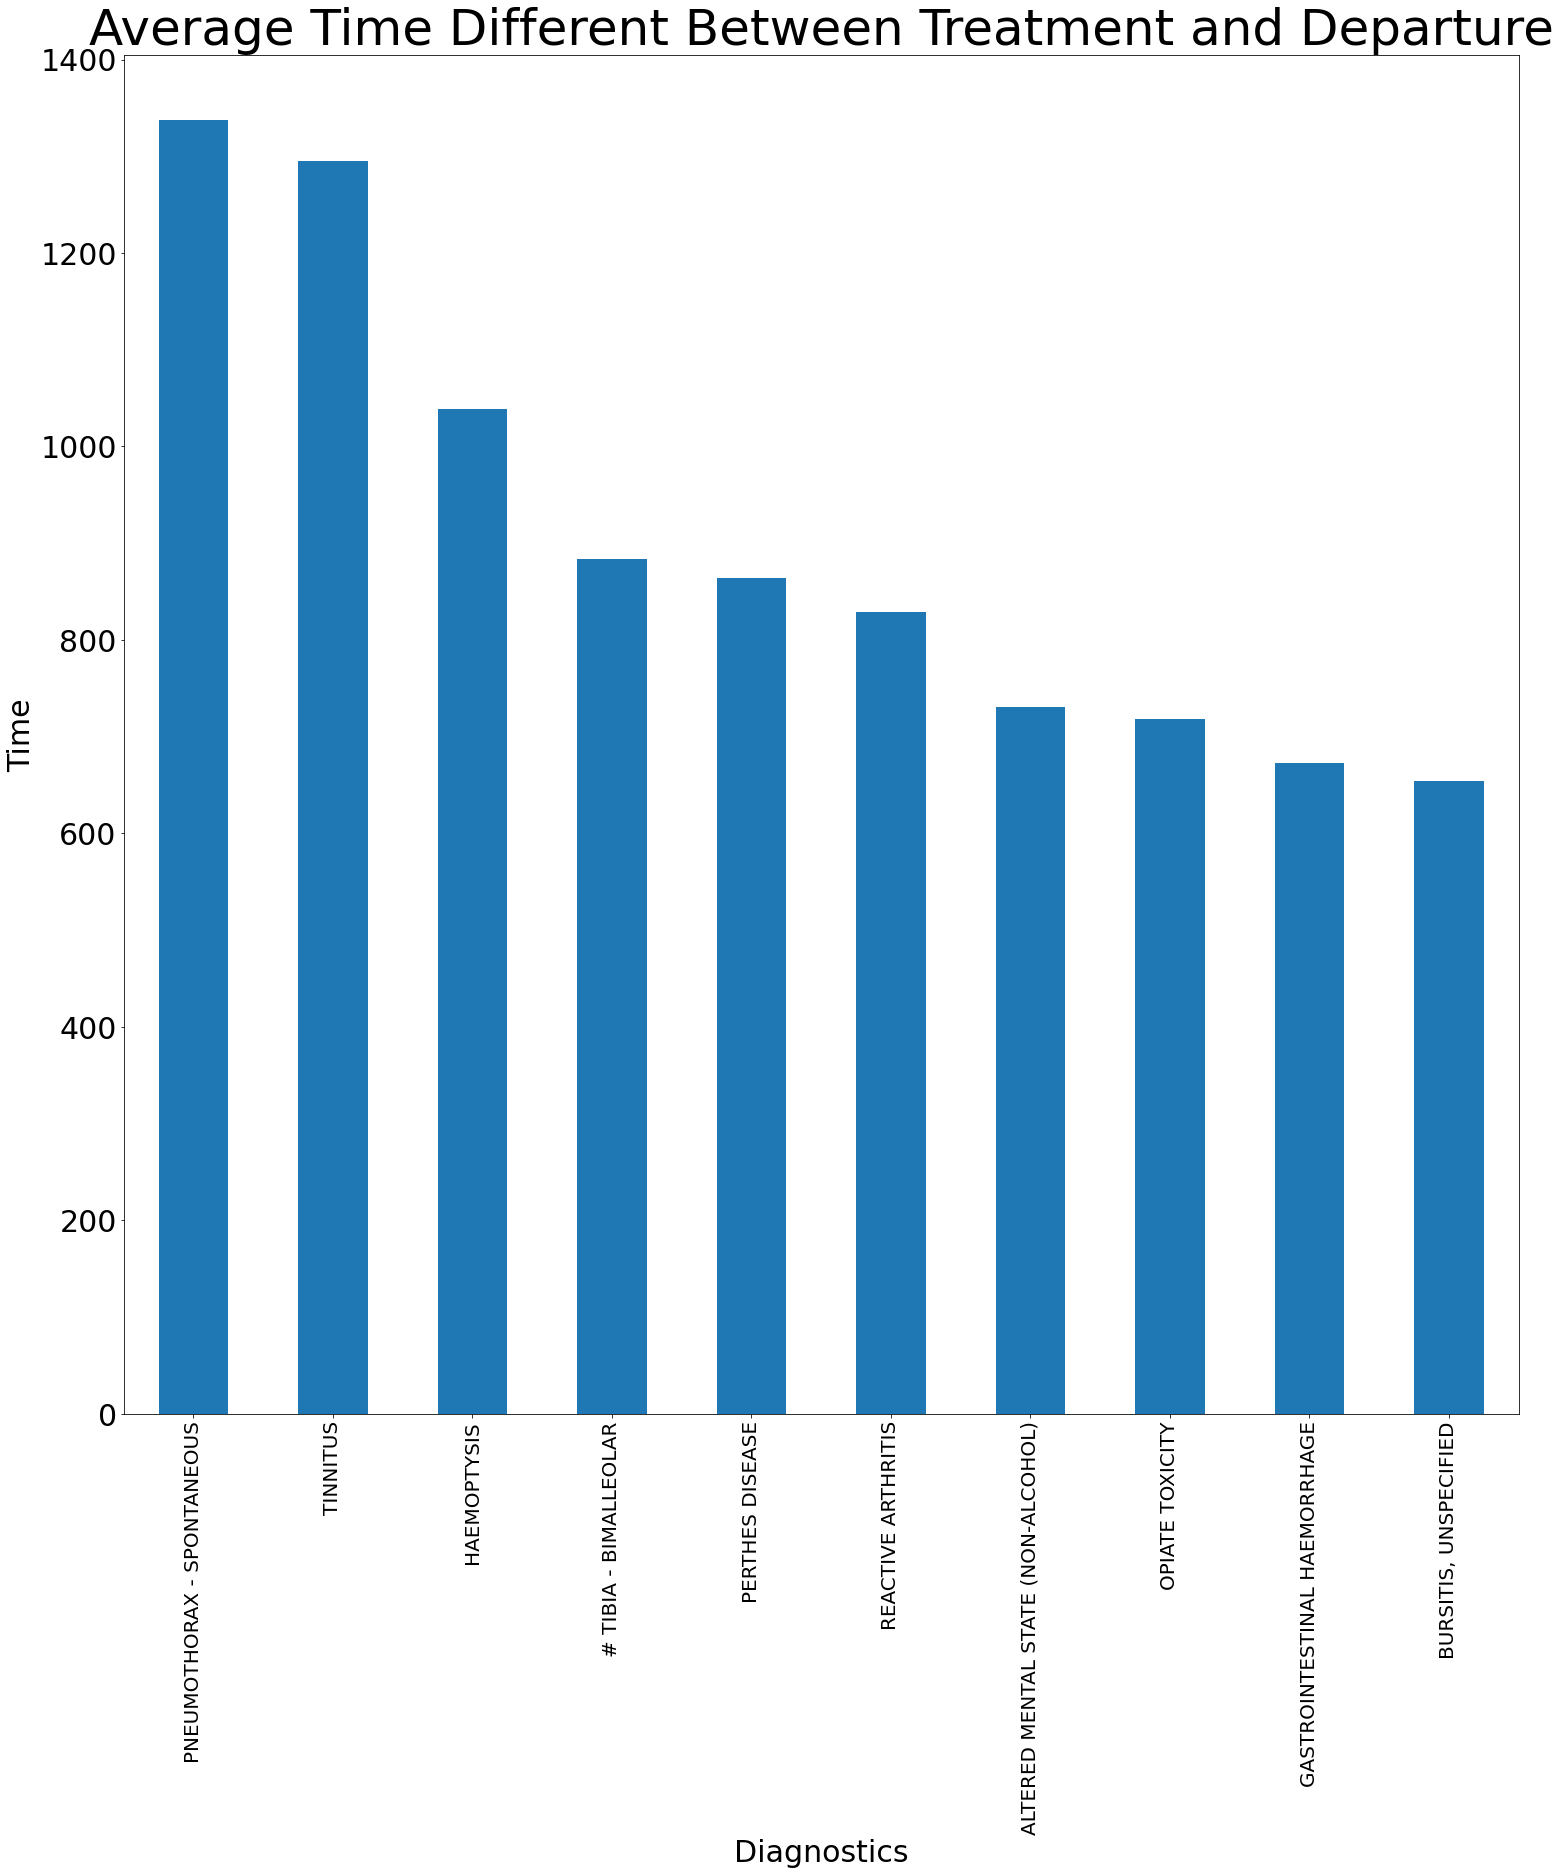 Average Time Different Between Treatment and Departure
1400
1200
1000
800
600
400
200
0
Time
PNEUMOTHORAX - SPONTANEOUS
TINNITUS
HAEMOPTYSIS
# TIBIA - BIMALLEOLAR
PERTHES DISEASE
REACTIVE ARTHRITIS
ALTERED MENTAL STATE (NON-ALCOHOL)
OPIATE TOXICITY
GASTROINTESTINAL HAEMORRHAGE
BURSITIS, UNSPECIFIED
Diagnostics